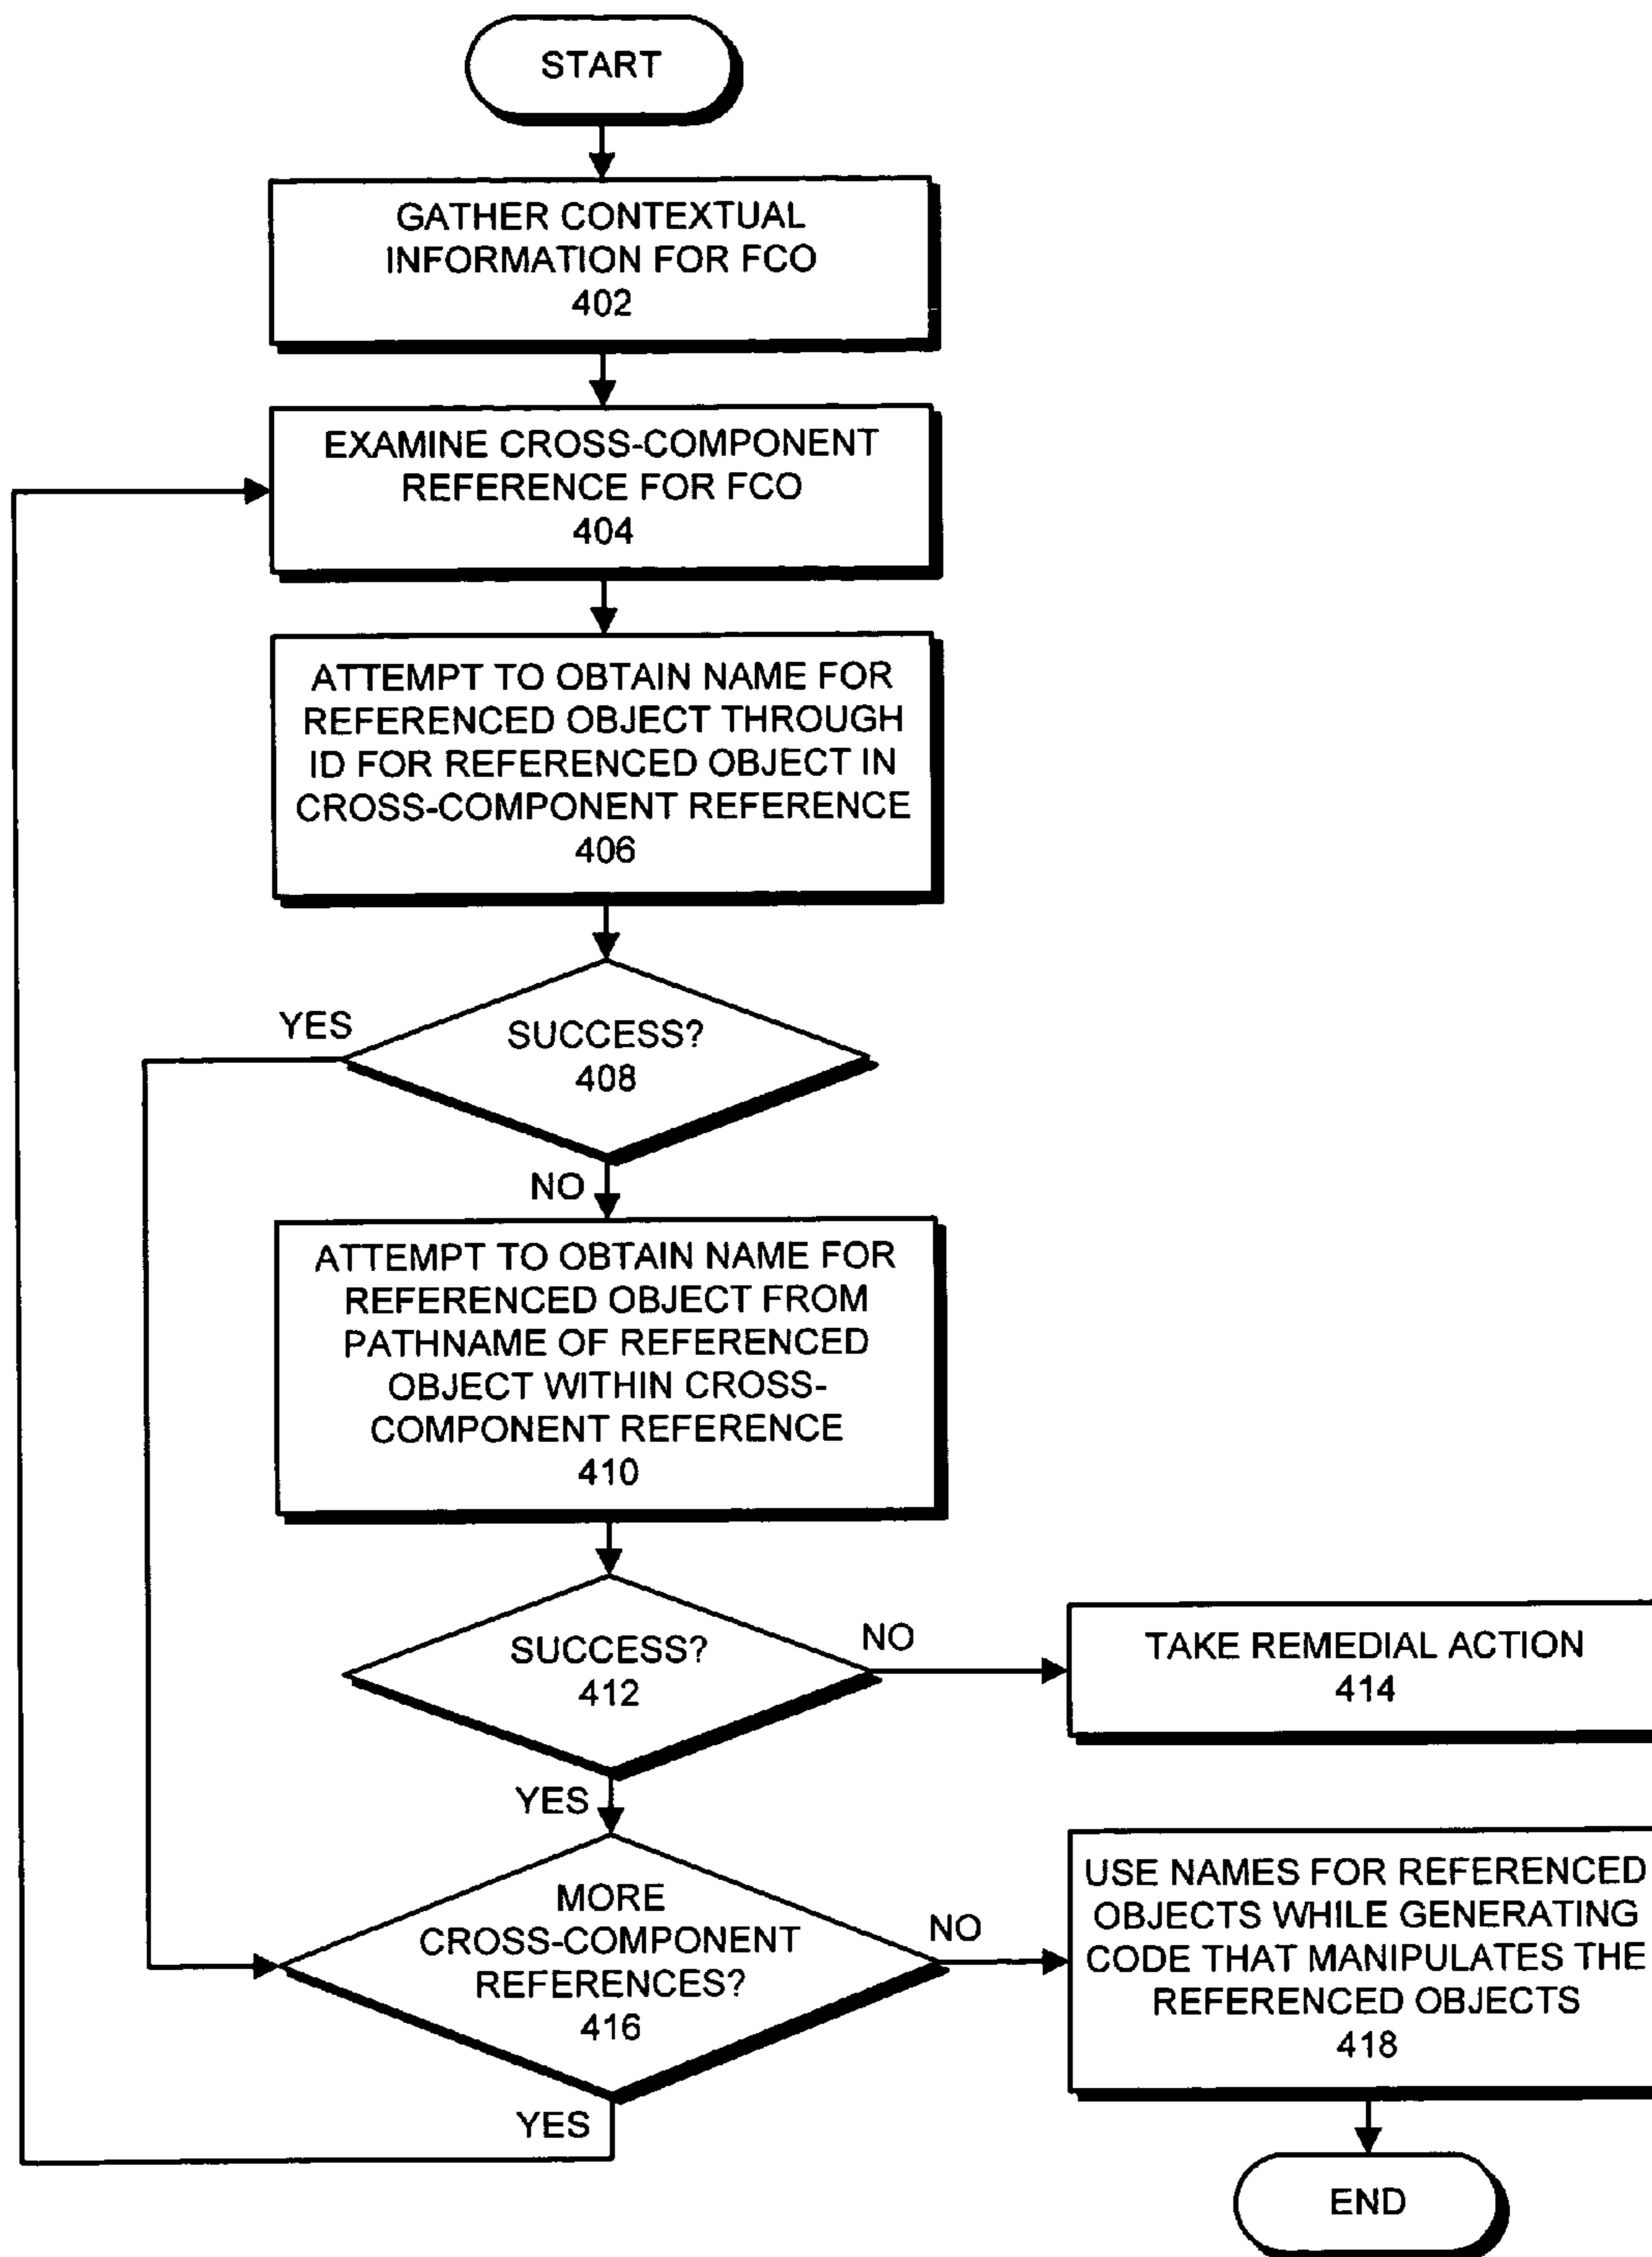 START
GATHER CONTEXTUAL
INFORMATION FOR FCO
402
EXAMINE CROSS-COMPONENT
REFERENCE FOR FCO
404
ATTEMPT TO OBTAIN NAME FOR
REFERENCED OBJECT THROUGH
ID FOR REFERENCED OBJECT IN
CROSS-COMPONENT REFERENCE
406
YES
SUCCESS?
408
NO
ATTEMPT TO OBTAIN NAME FOR
REFERENCED OBJECT FROM
PATHNAME OF REFERENCED
OBJECT WITHIN CROSS-
COMPONENT REFERENCE
410
SUCCESS?
412
NO
TAKE REMEDIAL ACTION
414
YES
MORE
CROSS-COMPONENT
REFERENCES?
416
NO
USE NAMES FOR REFERENCED
OBJECTS WHILE GENERATING
CODE THAT MANIPULATES THE
REFERENCED OBJECTS
418
YES
END